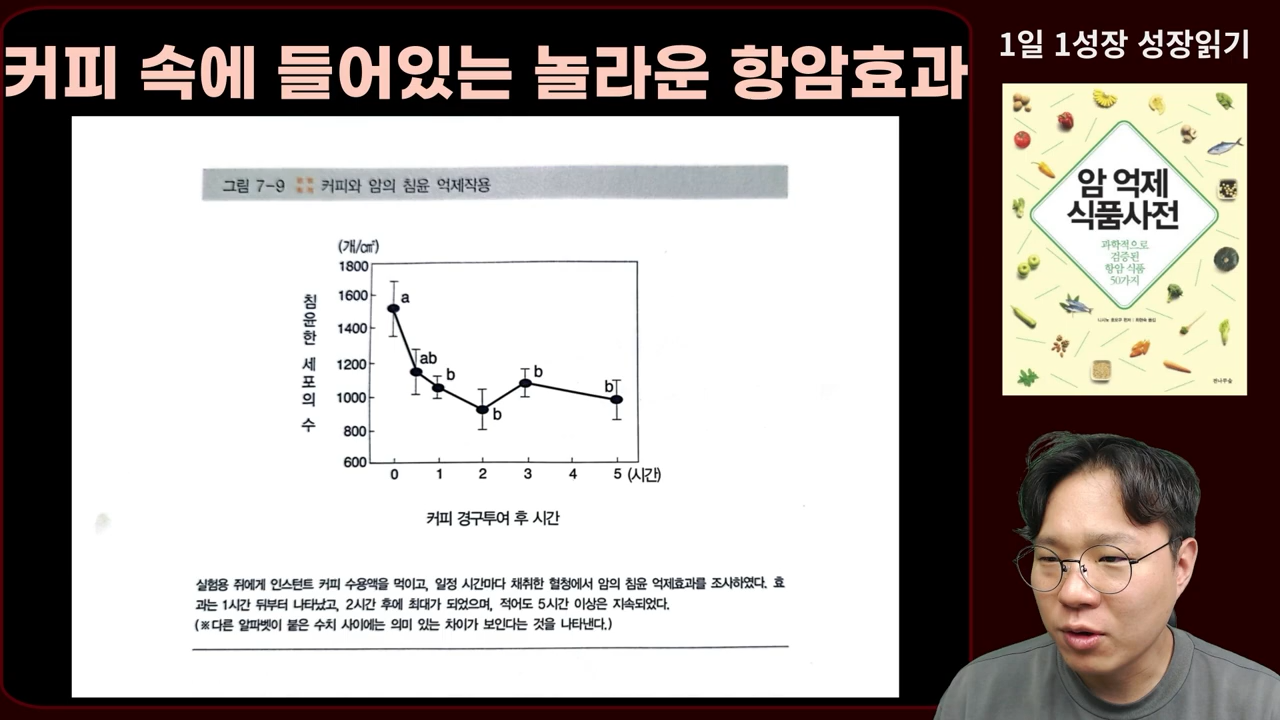 커피 속에 들어있는 놀라운 항암효과
1일 1성장 성장읽기
암 억제
식품사전
과학적으로
검증된
항암 식품
50가지
전나무숲
그림 7-9 커피와 암의 침윤 억제작용
(개/㎠)
1800
1600
1400
1200
1000
800
600
침윤한 세포의 수
a
ab
b
b
b
b
0 1 2 3 4 5 (시간)
커피 경구투여 후 시간
실험용 쥐에게 인스턴트 커피 수용액을 먹이고, 일정 시간마다 채취한 혈청에서 암의 침윤 억제효과를 조사하였다. 효
과는 1시간 뒤부터 나타났고, 2시간 후에 최대가 되었으며, 적어도 5시간 이상은 지속되었다.
(※다른 알파벳이 붙은 수치 사이에는 의미 있는 차이가 보인다는 것을 나타낸다.)